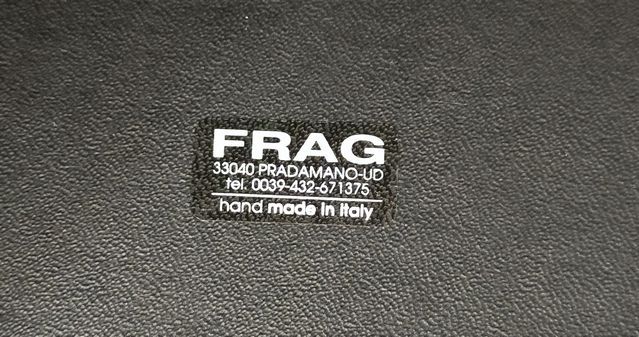 FRAG
33040 PRADAMANO-UD
tel. 0039-432-671375
hand made in italy